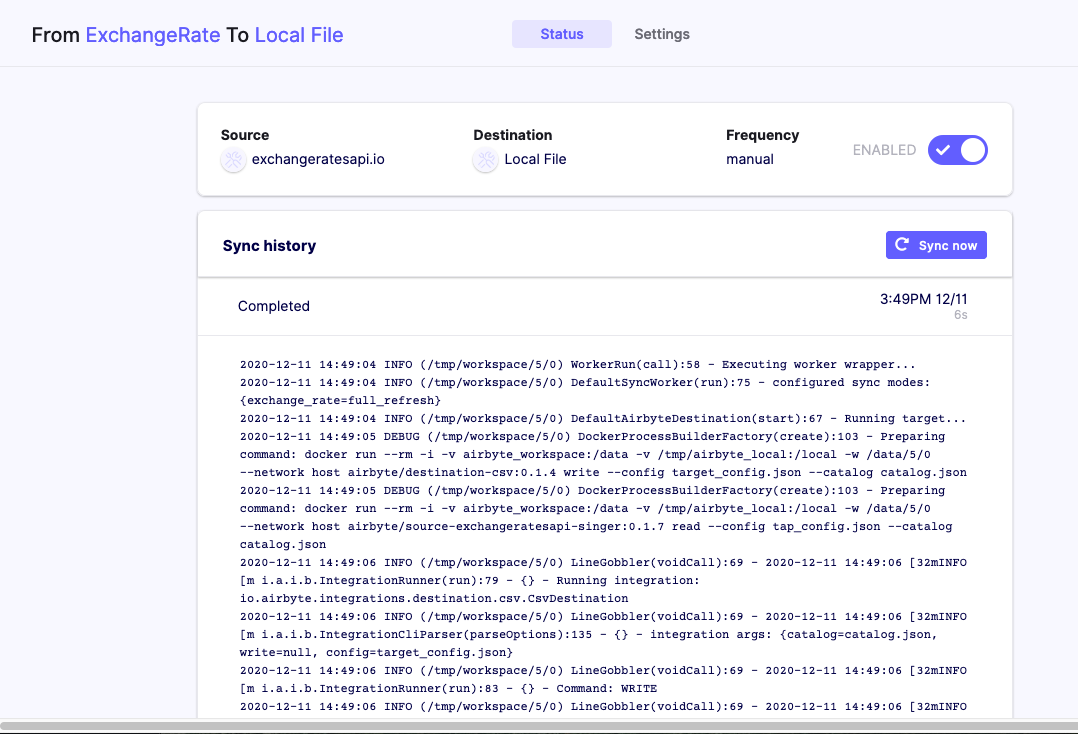 From ExchangeRate To Local File
Status
Settings
Source
exchangeratesapi.io
Destination
Local File
Frequency
manual
ENABLED
Sync history
Sync now
Completed
3:49PM 12/11
6s
2020-12-11 14:49:04 INFO (/tmp/workspace/5/0) WorkerRun(call):58 - Executing worker wrapper...
2020-12-11 14:49:04 INFO (/tmp/workspace/5/0) DefaultSyncWorker(run):75 - configured sync modes:
{exchange_rate=full_refresh}
2020-12-11 14:49:04 INFO (/tmp/workspace/5/0) DefaultAirbyteDestination(start):67 - Running target...
2020-12-11 14:49:05 DEBUG (/tmp/workspace/5/0) DockerProcessBuilderFactory(create):103 - Preparing
command: docker run --rm -i -v airbyte_workspace:/data -v /tmp/airbyte_local:/local -w /data/5/0
--network host airbyte/destination-csv:0.1.4 write --config target_config.json --catalog catalog.json
2020-12-11 14:49:05 DEBUG (/tmp/workspace/5/0) DockerProcessBuilderFactory(create):103 - Preparing
command: docker run --rm -i -v airbyte_workspace:/data -v /tmp/airbyte_local:/local -w /data/5/0
--network host airbyte/source-exchangeratesapi-singer:0.1.7 read --config tap_config.json --catalog
catalog.json
2020-12-11 14:49:06 INFO (/tmp/workspace/5/0) LineGobbler(voidCall):69 - 2020-12-11 14:49:06 [32mINFO
[m i.a.i.b.IntegrationRunner(run):79 - {} - Running integration:
io.airbyte.integrations.destination.csv.CsvDestination
2020-12-11 14:49:06 INFO (/tmp/workspace/5/0) LineGobbler(voidCall):69 - 2020-12-11 14:49:06 [32mINFO
[m i.a.i.b.IntegrationCliParser(parseOptions):135 - {} - integration args: {catalog=catalog.json,
write=null, config=target_config.json}
2020-12-11 14:49:06 INFO (/tmp/workspace/5/0) LineGobbler(voidCall):69 - 2020-12-11 14:49:06 [32mINFO
[m i.a.i.b.IntegrationRunner(run):83 - {} - Command: WRITE
2020-12-11 14:49:06 INFO (/tmp/workspace/5/0) LineGobbler(voidCall):69 - 2020-12-11 14:49:06 [32mINFO